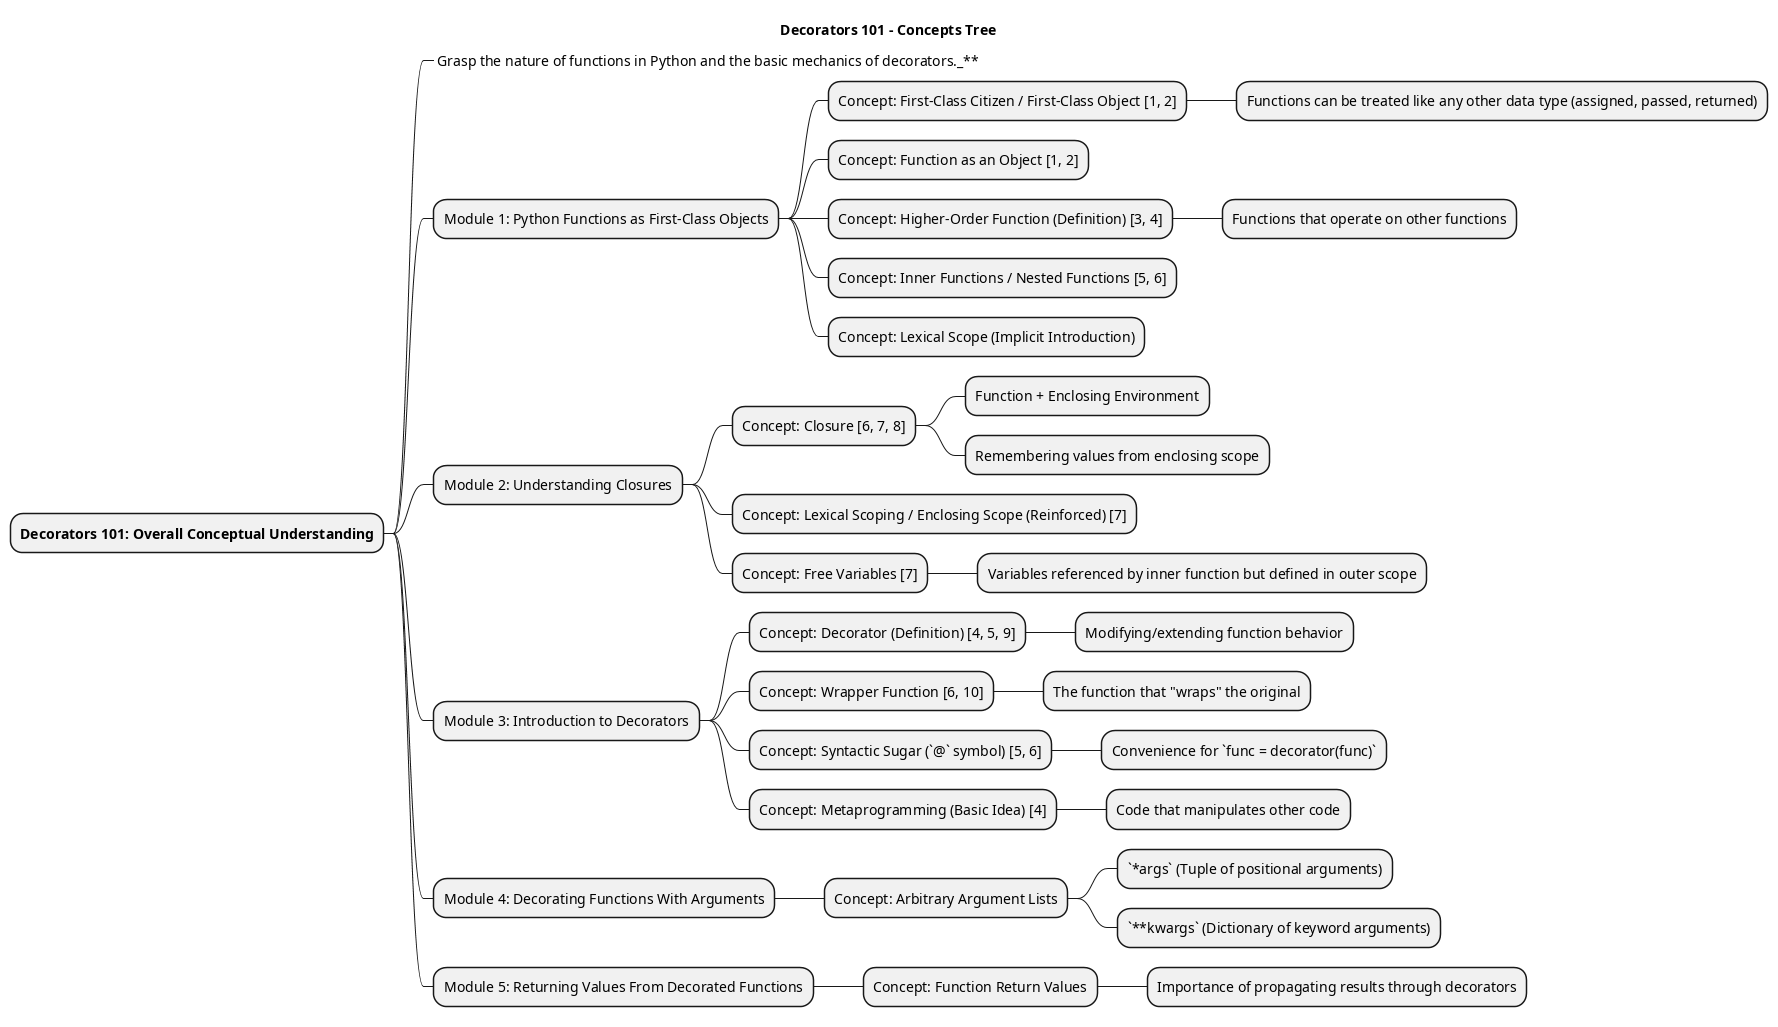 Decorators 101 - Concepts Tree
Grasp the nature of functions in Python and the basic mechanics of decorators._**
Concept: First-Class Citizen / First-Class Object [1, 2]
Functions can be treated like any other data type (assigned, passed, returned)
Concept: Function as an Object [1, 2]
Module 1: Python Functions as First-Class Objects
Concept: Higher-Order Function (Definition) [3, 4]
Functions that operate on other functions
Concept: Inner Functions / Nested Functions [5, 6]
Concept: Lexical Scope (Implicit Introduction)
Function + Enclosing Environment
Concept: Closure [6, 7, 8]
Remembering values from enclosing scope
Module 2: Understanding Closures
Concept: Lexical Scoping / Enclosing Scope (Reinforced) [7]
Decorators 101: Overall Conceptual Understanding
Concept: Free Variables [7]
Variables referenced by inner function but defined in outer scope
Concept: Decorator (Definition) [4, 5, 9]
Modifying/extending function behavior
Concept: Wrapper Function [6, 10]
The function that "wraps" the original
Module 3: Introduction to Decorators
Concept: Syntactic Sugar (`@` symbol) [5, 6]
Convenience for `func = decorator(func)`
Concept: Metaprogramming (Basic Idea) [4]
Code that manipulates other code
`*args` (Tuple of positional arguments)
Module 4: Decorating Functions With Arguments
Concept: Arbitrary Argument Lists
`**kwargs` (Dictionary of keyword arguments)
Module 5: Returning Values From Decorated Functions
Concept: Function Return Values
Importance of propagating results through decorators